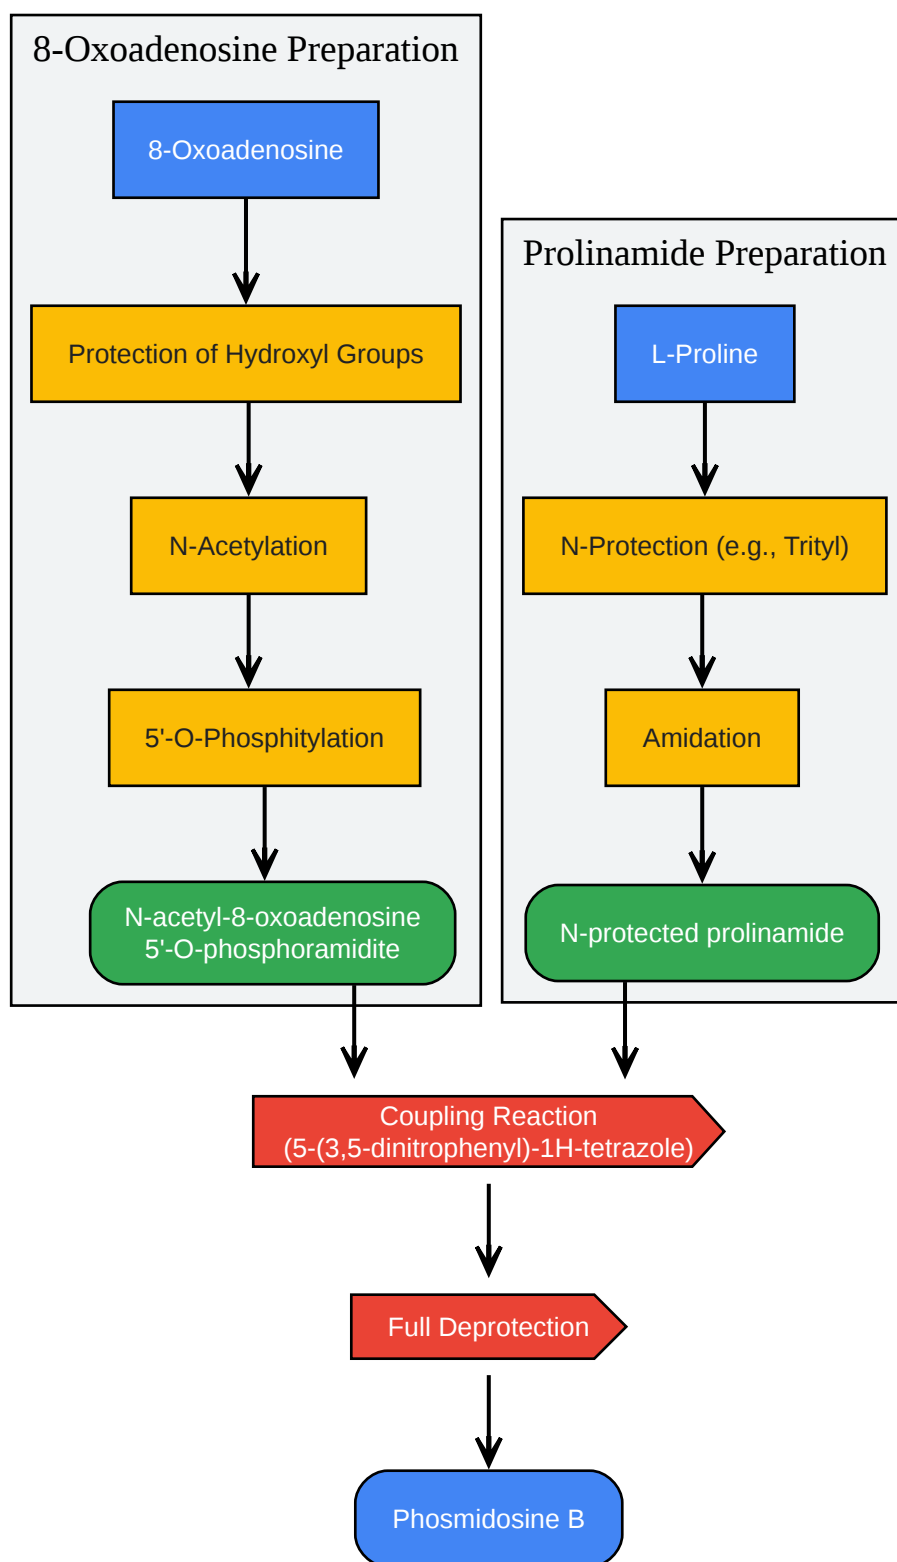 8-Oxoadenosine Preparation
8-Oxoadenosine
Protection of Hydroxyl Groups
N-Acetylation
5'-O-Phosphitylation
N-acetyl-8-oxoadenosine
5'-O-phosphoramidite
Prolinamide Preparation
L-Proline
N-Protection (e.g., Trityl)
Amidation
N-protected prolinamide
Coupling Reaction
(5-(3,5-dinitrophenyl)-1H-tetrazole)
Full Deprotection
Phosmidosine B